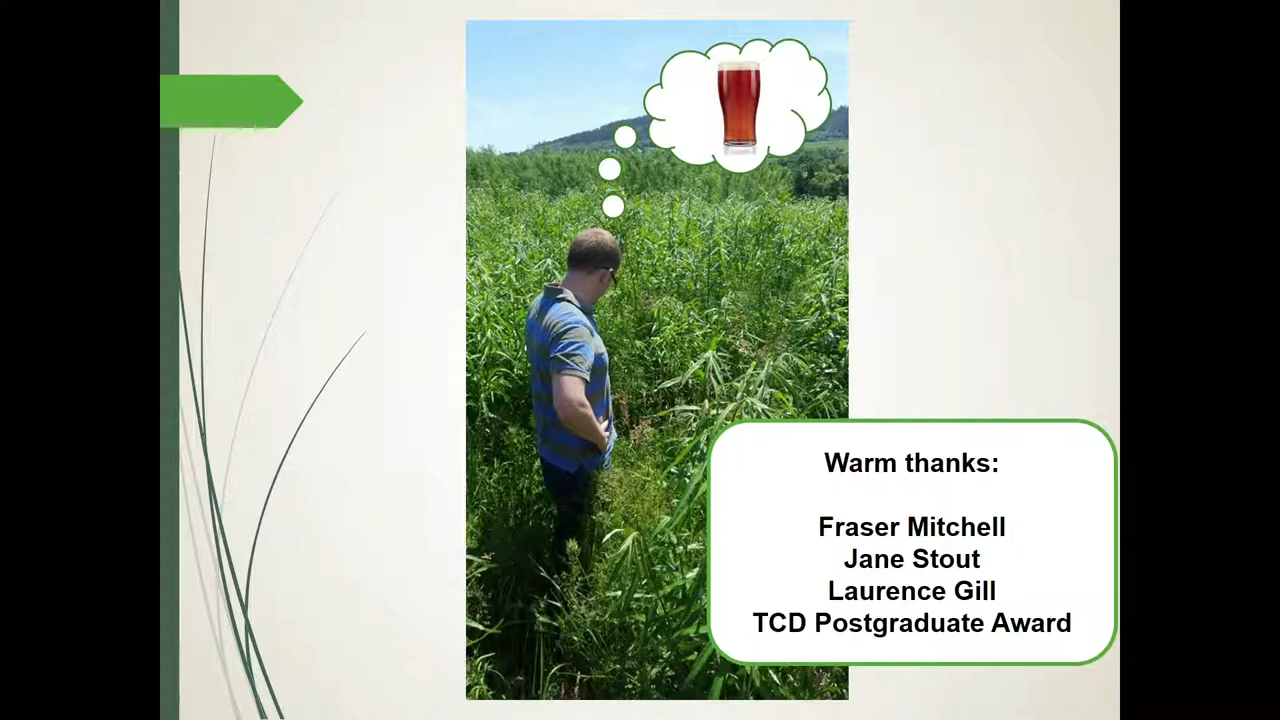 Warm thanks:
Fraser Mitchell
Jane Stout
Laurence Gill
TCD Postgraduate Award